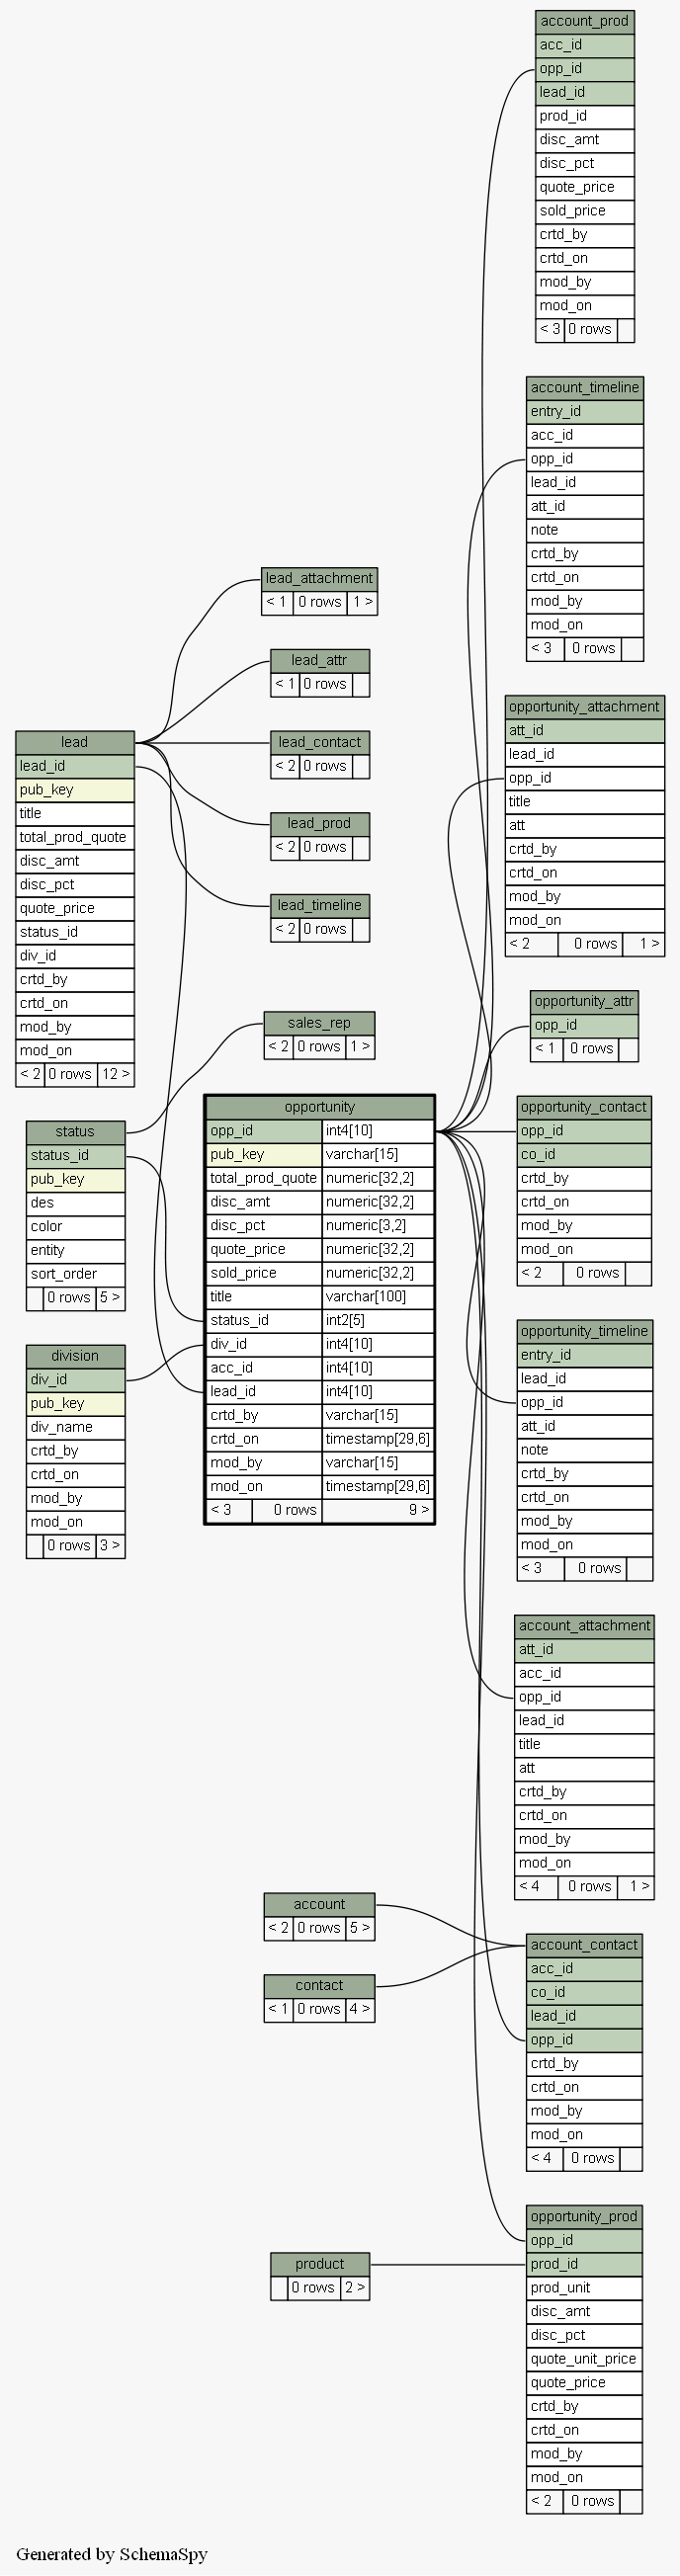 account_prod
acc_id
opp_id
lead_id
prod_id
disc_amt
disc_pct
quote_price
sold_price
crtd_by
crtd_on
mod_by
mod_on
< 3 0 rows
account_timeline
entry_id
acc_id
opp_id
lead_id
att_id
note
crtd_by
crtd_on
mod_by
mod_on
< 3 0 rows
lead_attachment
< 1 0 rows 1 >
lead_attr
< 1 0 rows
lead_contact
< 2 0 rows
lead_prod
< 2 0 rows
lead_timeline
< 2 0 rows
lead
lead_id
pub_key
title
total_prod_quote
disc_amt
disc_pct
quote_price
status_id
div_id
crtd_by
crtd_on
mod_by
mod_on
< 2 0 rows 12 >
opportunity_attachment
att_id
lead_id
opp_id
title
att
crtd_by
crtd_on
mod_by
mod_on
< 2 0 rows 1 >
opportunity_attr
opp_id
< 1 0 rows
sales_rep
< 2 0 rows 1 >
status
status_id
pub_key
des
color
entity
sort_order
0 rows 5 >
division
div_id
pub_key
div_name
crtd_by
crtd_on
mod_by
mod_on
0 rows 3 >
opportunity
opp_id int4[10]
pub_key varchar[15]
total_prod_quote numeric[32,2]
disc_amt numeric[32,2]
disc_pct numeric[3,2]
quote_price numeric[32,2]
sold_price numeric[32,2]
title varchar[100]
status_id int2[5]
div_id int4[10]
acc_id int4[10]
lead_id int4[10]
crtd_by varchar[15]
crtd_on timestamp[29,6]
mod_by varchar[15]
mod_on timestamp[29,6]
< 3 0 rows 9 >
opportunity_contact
opp_id
co_id
crtd_by
crtd_on
mod_by
mod_on
< 2 0 rows
opportunity_timeline
entry_id
lead_id
opp_id
att_id
note
crtd_by
crtd_on
mod_by
mod_on
< 3 0 rows
account_attachment
att_id
acc_id
opp_id
lead_id
title
att
crtd_by
crtd_on
mod_by
mod_on
< 4 0 rows 1 >
account
< 2 0 rows 5 >
contact
< 1 0 rows 4 >
account_contact
acc_id
co_id
lead_id
opp_id
crtd_by
crtd_on
mod_by
mod_on
< 4 0 rows
product
0 rows 2 >
opportunity_prod
opp_id
prod_id
prod_unit
disc_amt
disc_pct
quote_unit_price
quote_price
crtd_by
crtd_on
mod_by
mod_on
< 2 0 rows
Generated by SchemaSpy